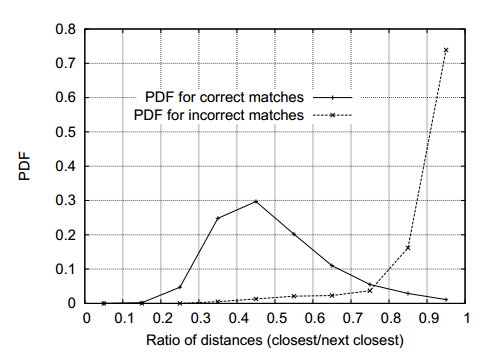 0.8
0.7
0.6
PDF for correct matches
PDF for incorrect matches
0.5
PDF
0.4
0.3
0.2
0.1
0
0 0.1 0.2 0.3 0.4 0.5 0.6 0.7 0.8 0.9 1
Ratio of distances (closest/next closest)